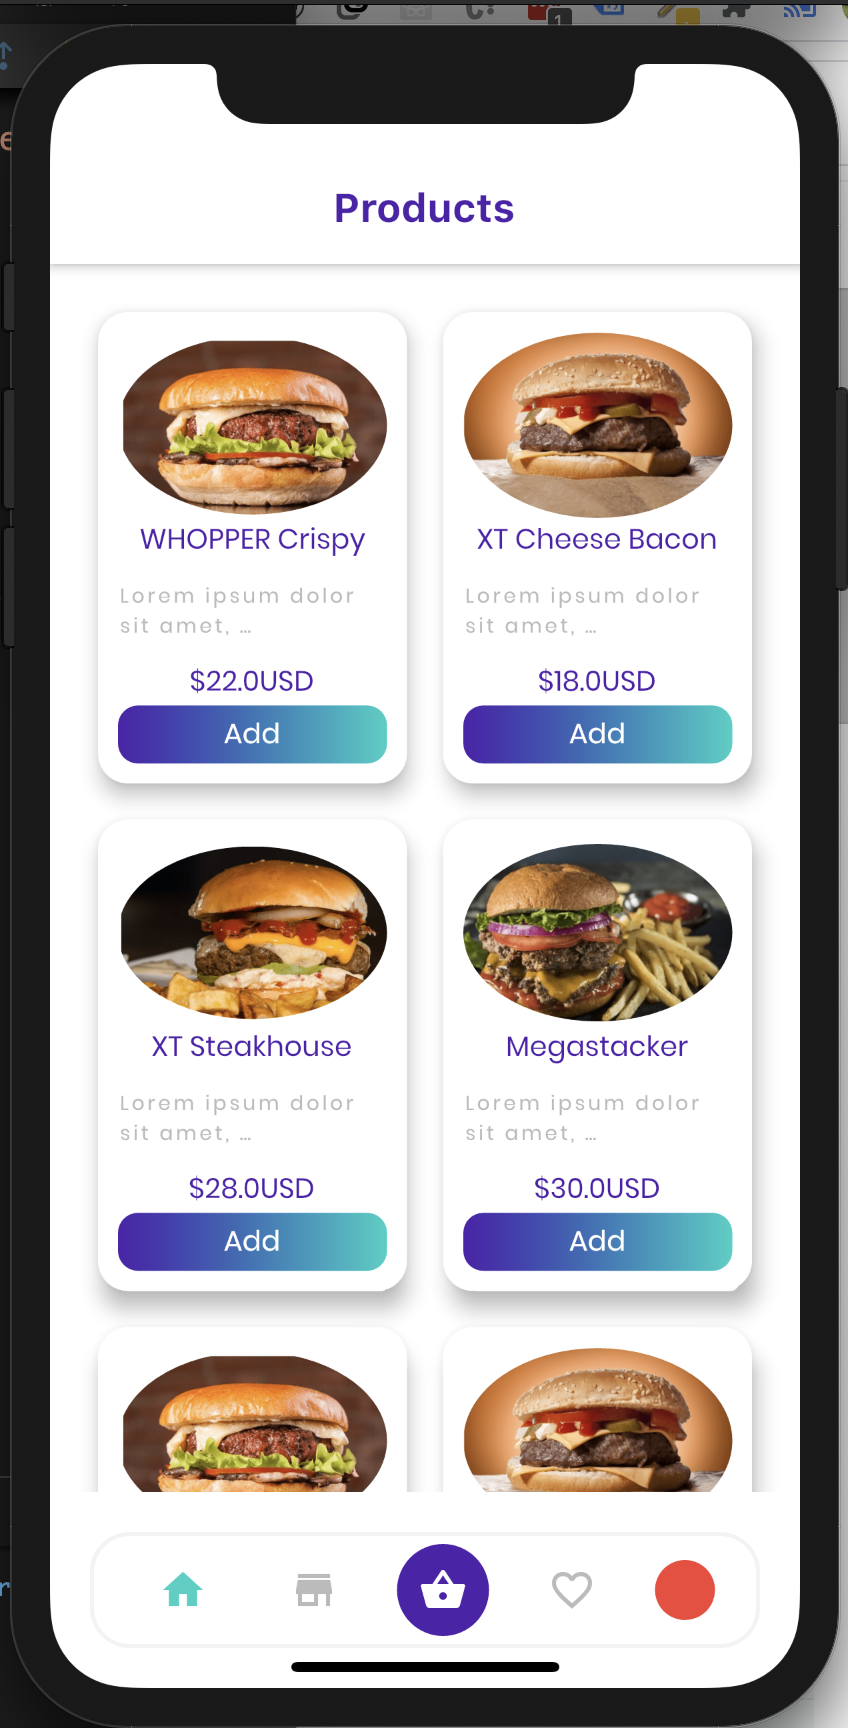 1
Products
WHOPPER Crispy
Lorem ipsum dolor
sit amet, ...
$22.0USD
Add
XT Cheese Bacon
Lorem ipsum dolor
sit amet, ...
$18.0USD
Add
XT Steakhouse
Lorem ipsum dolor
sit amet, ...
$28.0USD
Add
Megastacker
Lorem ipsum dolor
sit amet, ...
$30.0USD
Add